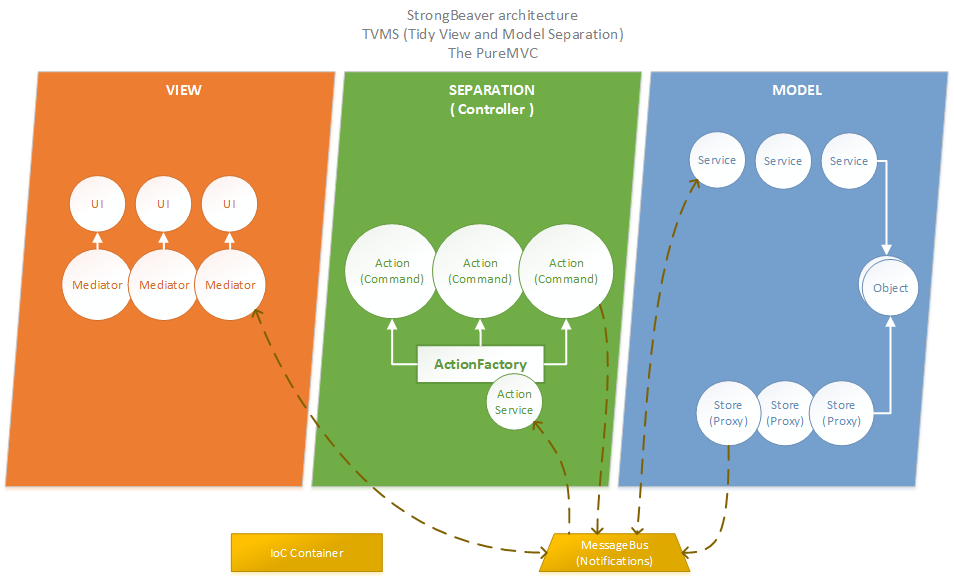 StrongBeaver architecture
TVMS (Tidy View and Model Separation)
The PureMVC
VIEW
SEPARATION
( Controller )
MODEL
UI
UI
UI
Mediator
Mediator
Mediator
Action
(Command)
Action
(Command)
Action
(Command)
ActionFactory
Action
Service
Service
Service
Service
Object
Store
(Proxy)
Store
(Proxy)
Store
(Proxy)
IoC Container
MessageBus
(Notifications)